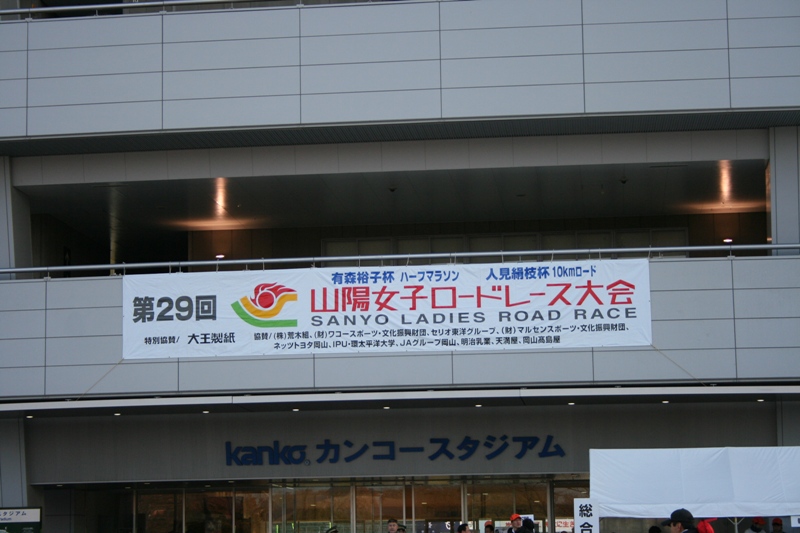 有森裕子杯 ハーフマラソン 人見絹枝杯 10kmロード
第29回 山陽女子ロードレース大会
SANYO LADIES ROAD RACE
特別協賛/ 大王製紙 協賛/(株)荒木組、(財)ワコースポーツ・文化振興財団、セリオ東洋グループ、(財)マルセンスポーツ・文化振興財団、
ネッツトヨタ岡山、IPU・環太平洋大学、JAグループ岡山、明治乳業、天満屋、岡山高島屋
kanko カンコースタジアム
総合